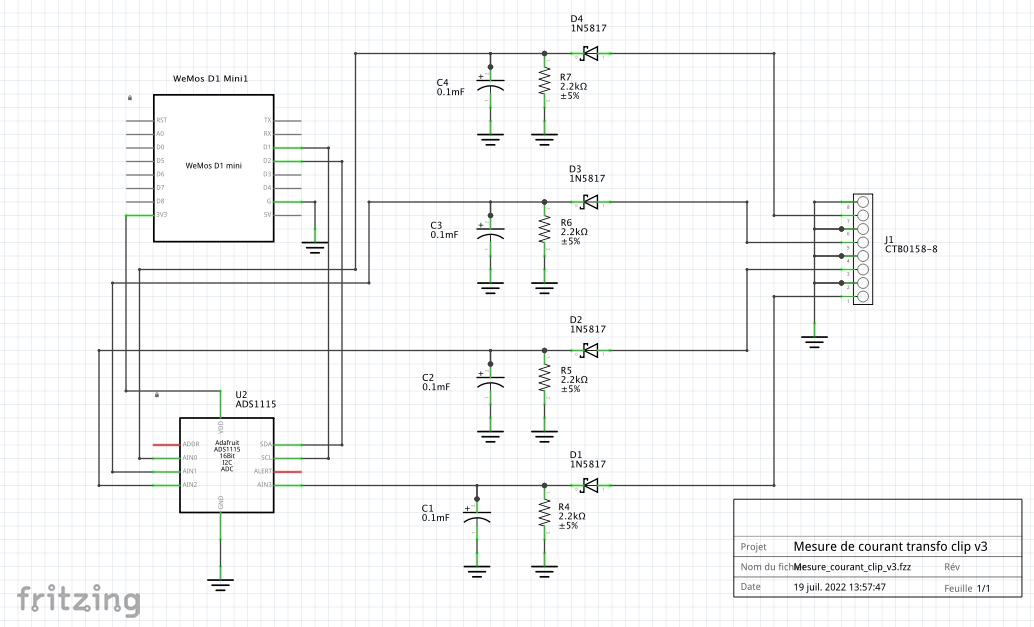 D4
1N5817
WeMos D1 Mini1
C4
0.1mF
R7
2.2kΩ
±5%
RST
TX
A0
RX
D0
D1
D5
D2
D6
D3
D7
D4
D8
G
3V3
5V
WeMos D1 mini
D3
1N5817
C3
0.1mF
R6
2.2kΩ
±5%
J1
CTB0158-8
8
7
6
5
4
3
2
1
D2
1N5817
C2
0.1mF
R5
2.2kΩ
±5%
U2
ADS1115
VDD
Adafruit
ADS1115
16Bit
I2C
ADC
ADDR
SDA
AIN0
SCL
AIN1
ALERT
AIN2
AIN3
GND
D1
1N5817
C1
0.1mF
R4
2.2kΩ
±5%
Projet Mesure de courant transfo clip v3
Nom du fich Mesure_courant_clip_v3.fzz Rév
Date 19 juil. 2022 13:57:47 Feuille 1/1
fritzing